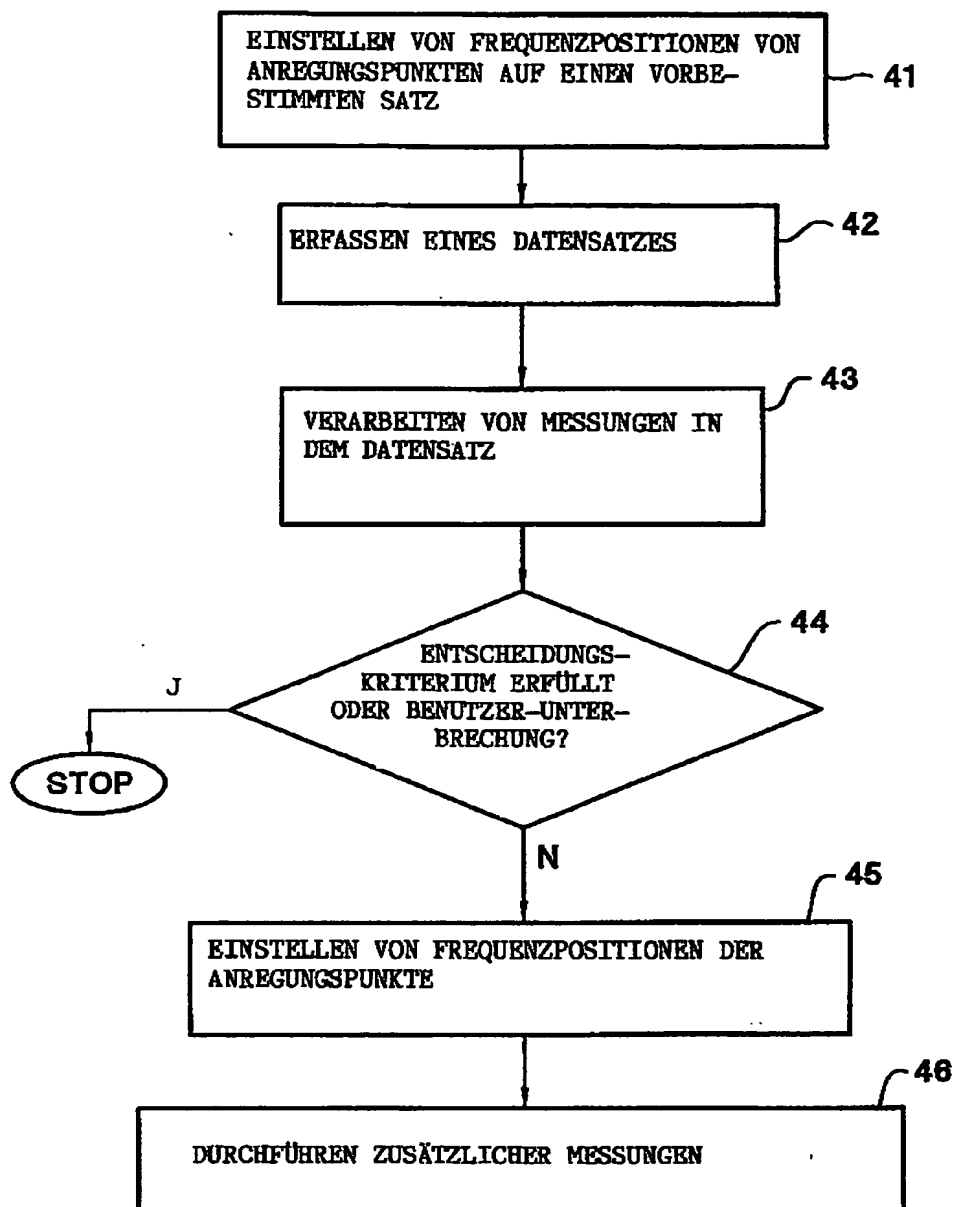 EINSTELLEN VON FREQUENZPOSITIONEN VON
ANREGUNGSPUNKTEN AUF EINEN VORBE-
STIMMTEN SATZ
41
ERFASSEN EINES DATENSATZES
42
VERARBEITEN VON MESSUNGEN IN
DEM DATENSATZ
43
ENTSCHEIDUNGS-
KRITERIUM ERFÜLLT
ODER BENUTZER-UNTER-
BRECHUNG?
44
J
STOP
N
EINSTELLEN VON FREQUENZPOSITIONEN DER
ANREGUNGSPUNKTE
45
DURCHFÜHREN ZUSÄTZLICHER MESSUNGEN
46